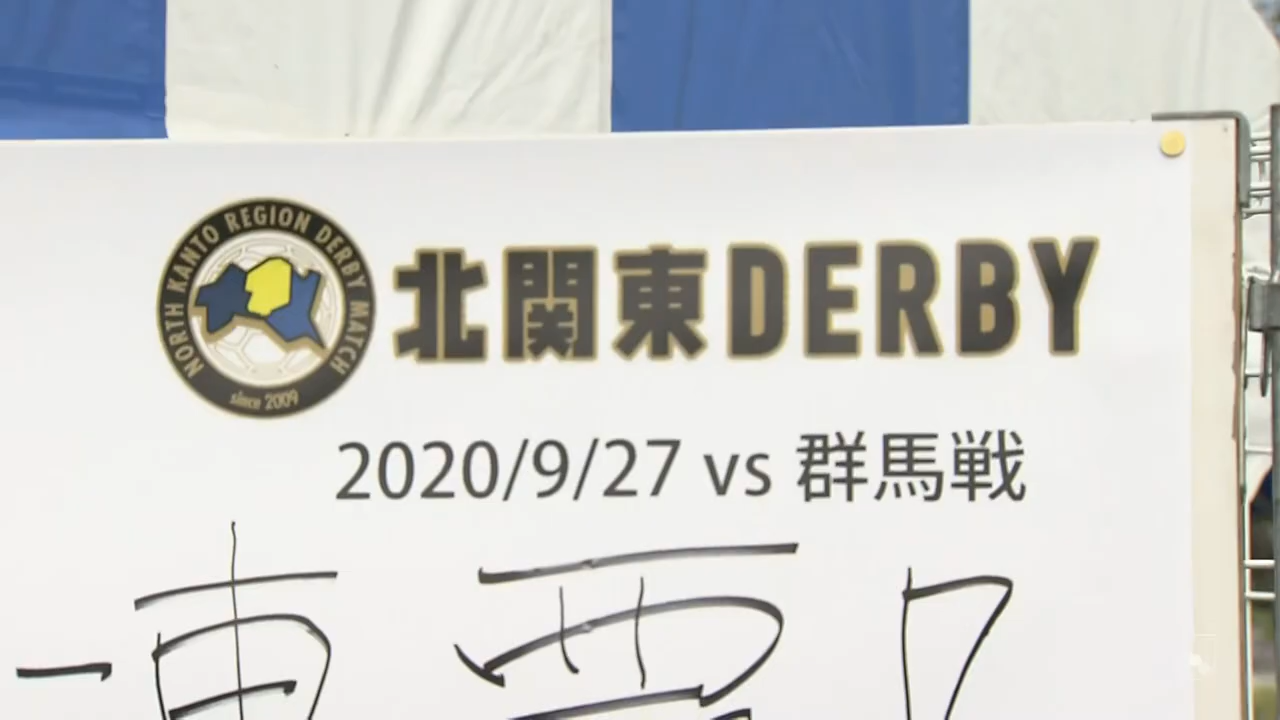 NORTH KANTO REGION DERBY MATCH
since 2009
北関東DERBY
2020/9/27 vs 群馬戦